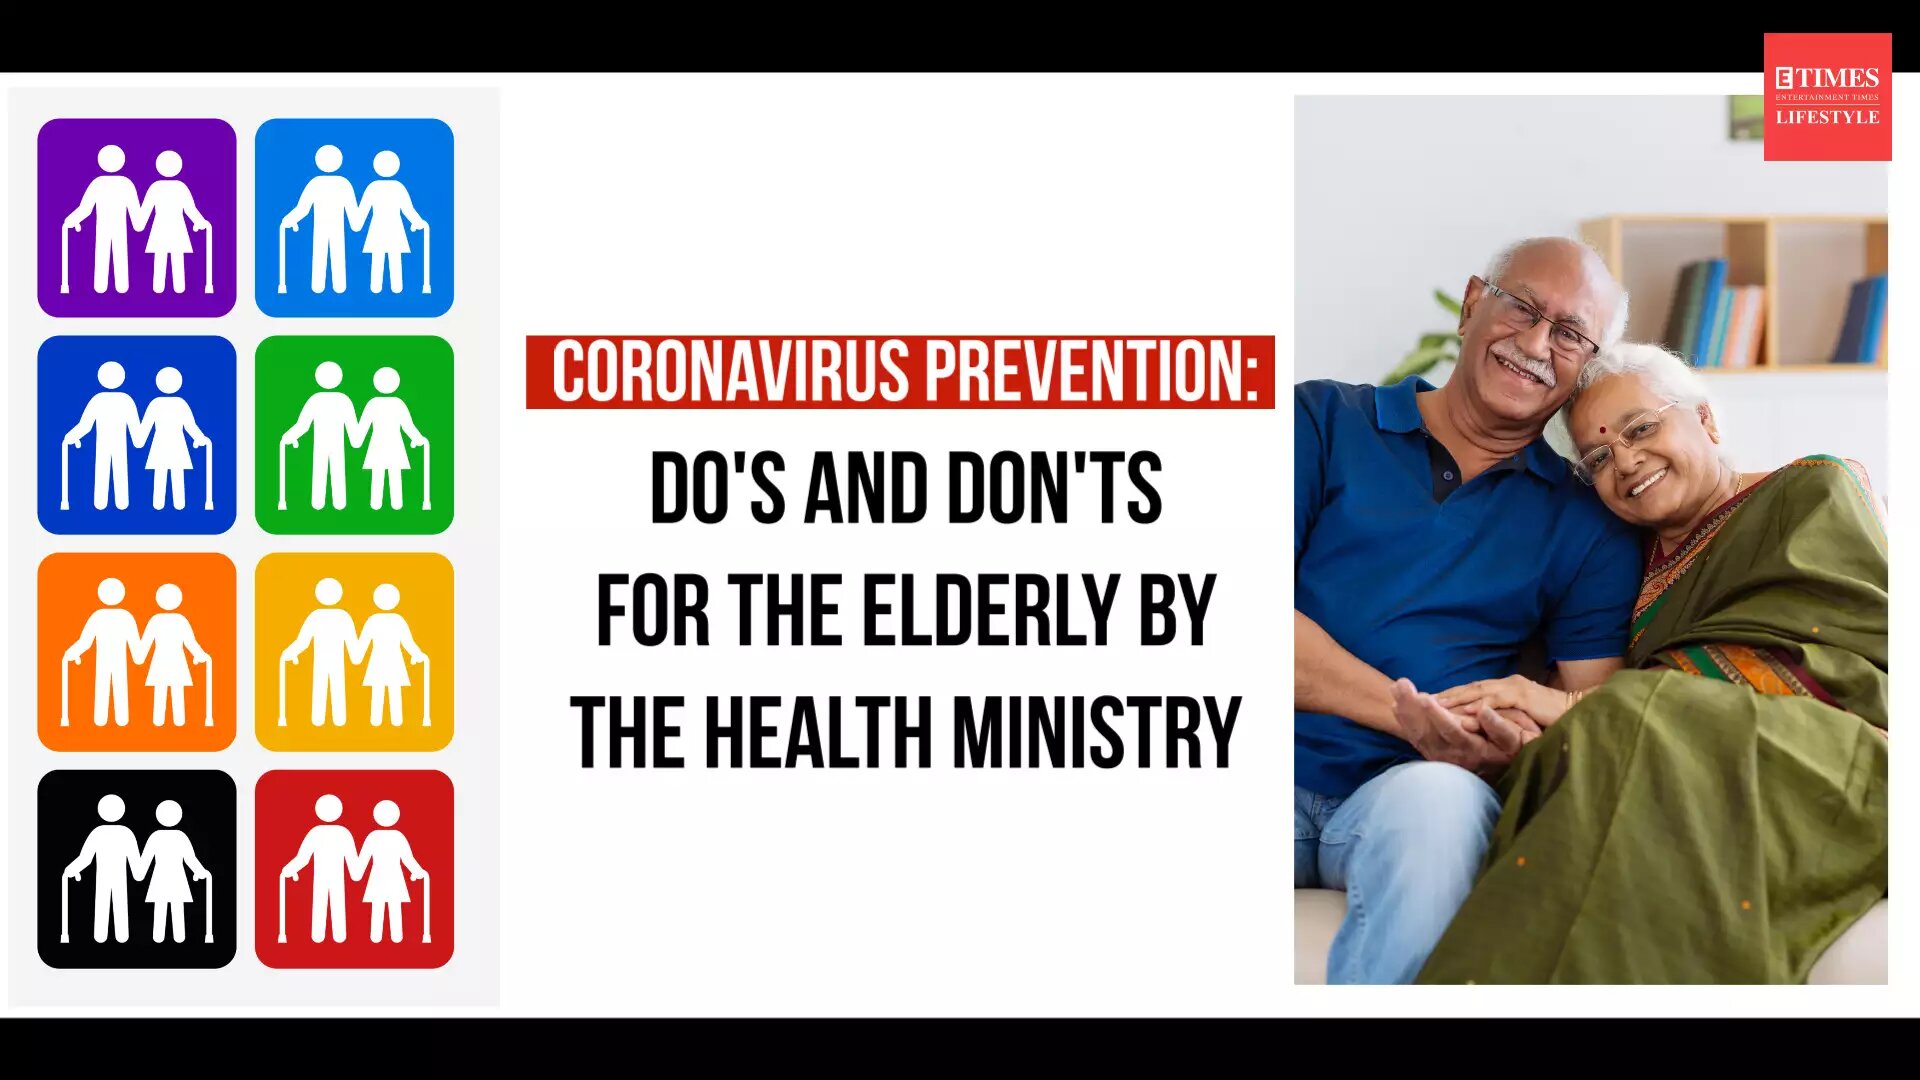 CORONAVIRUS PREVENTION:
DO'S AND DON'TS
FOR THE ELDERLY BY
THE HEALTH MINISTRY
ETIMES
ENTERTAINMENT TIMES
LIFESTYLE